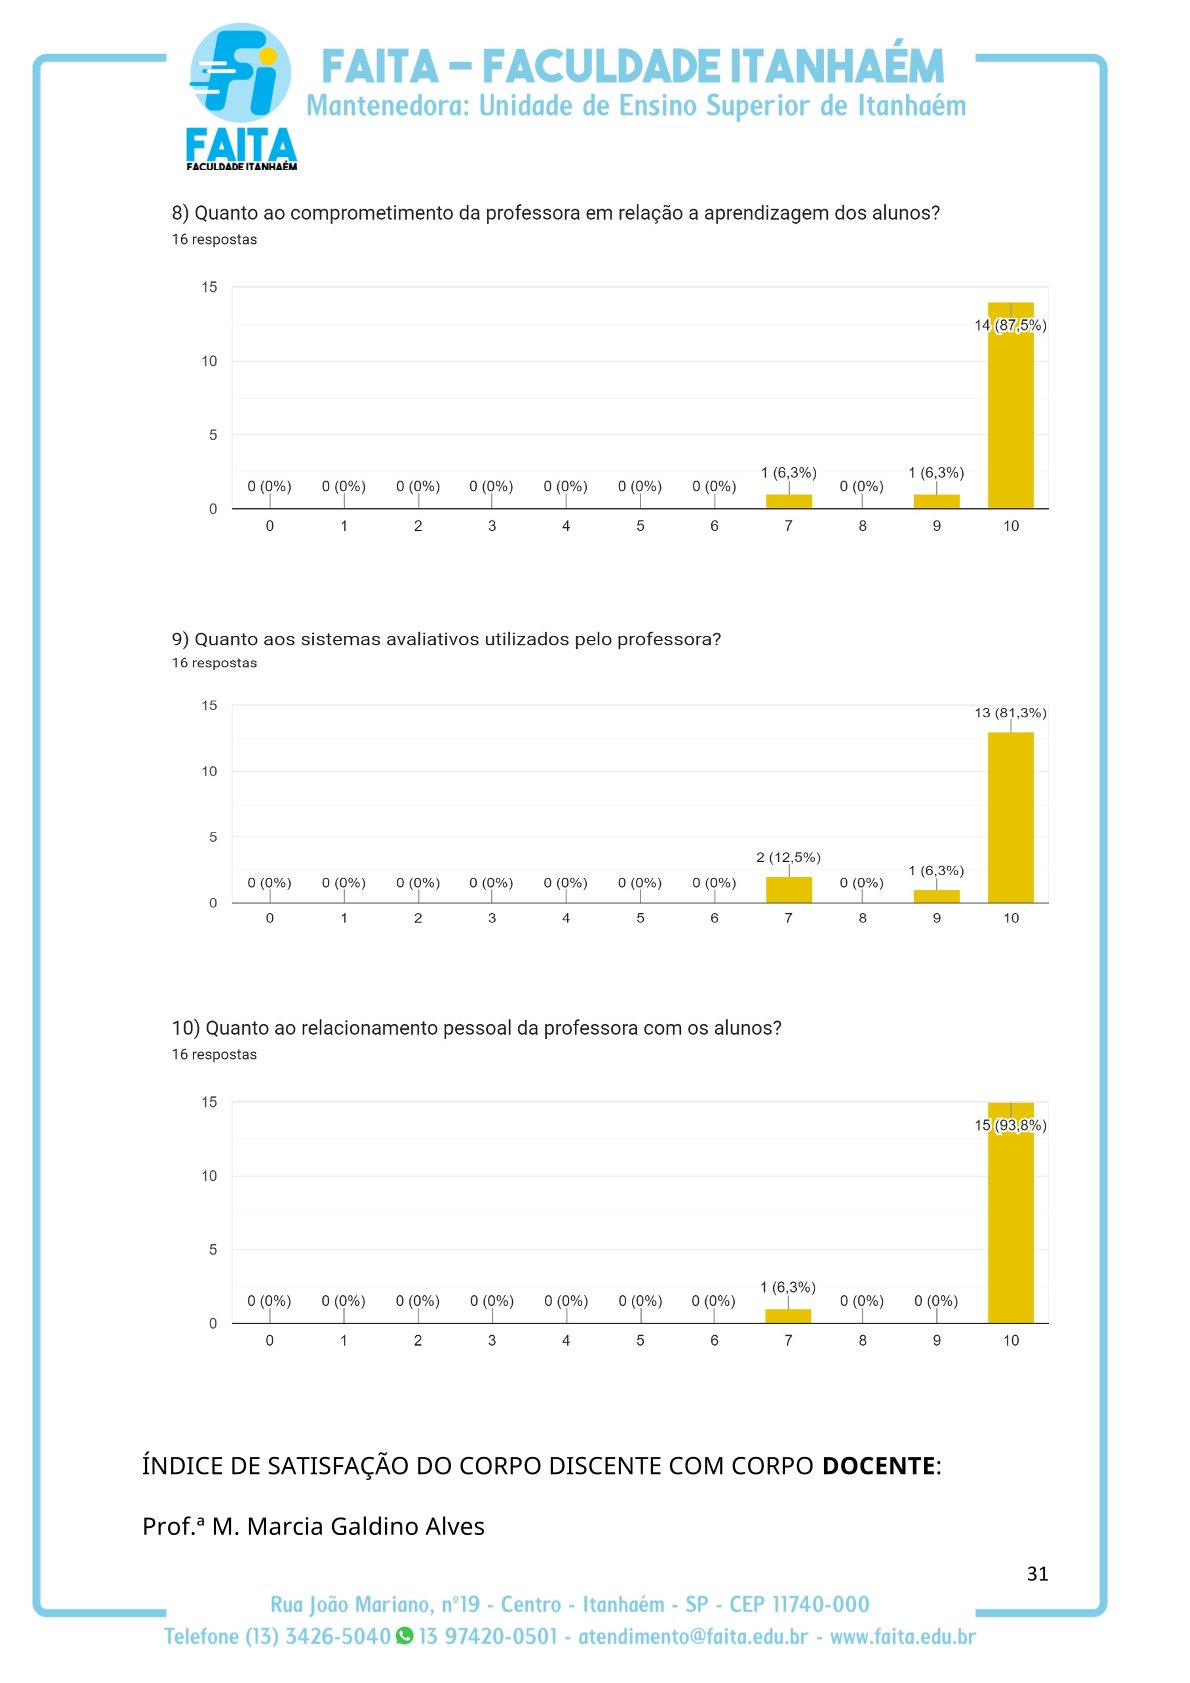 FAITA – FACULDADE ITANHAÉM
Mantenedora: Unidade de Ensino Superior de Itanhaém
FAITA
FACULDADE ITANHAÉM
8) Quanto ao comprometimento da professora em relação a aprendizagem dos alunos?
16 respostas
15
10
5
0
0 (0%) 0 (0%) 0 (0%) 0 (0%) 0 (0%) 0 (0%) 0 (0%) 1 (6,3%) 0 (0%) 1 (6,3%) 14 (87,5%)
0 1 2 3 4 5 6 7 8 9 10
9) Quanto aos sistemas avaliativos utilizados pelo professora?
16 respostas
15
10
5
0
0 (0%) 0 (0%) 0 (0%) 0 (0%) 0 (0%) 0 (0%) 0 (0%) 2 (12,5%) 0 (0%) 1 (6,3%) 13 (81,3%)
0 1 2 3 4 5 6 7 8 9 10
10) Quanto ao relacionamento pessoal da professora com os alunos?
16 respostas
15
10
5
0
0 (0%) 0 (0%) 0 (0%) 0 (0%) 0 (0%) 0 (0%) 0 (0%) 1 (6,3%) 0 (0%) 0 (0%) 15 (93,8%)
0 1 2 3 4 5 6 7 8 9 10
ÍNDICE DE SATISFAÇÃO DO CORPO DISCENTE COM CORPO DOCENTE:
Prof.ª M. Marcia Galdino Alves
31
Rua João Mariano, nº19 - Centro - Itanhaém - SP - CEP 11740-000
Telefone (13) 3426-5040 13 97420-0501 - atendimento@faita.edu.br - www.faita.edu.br